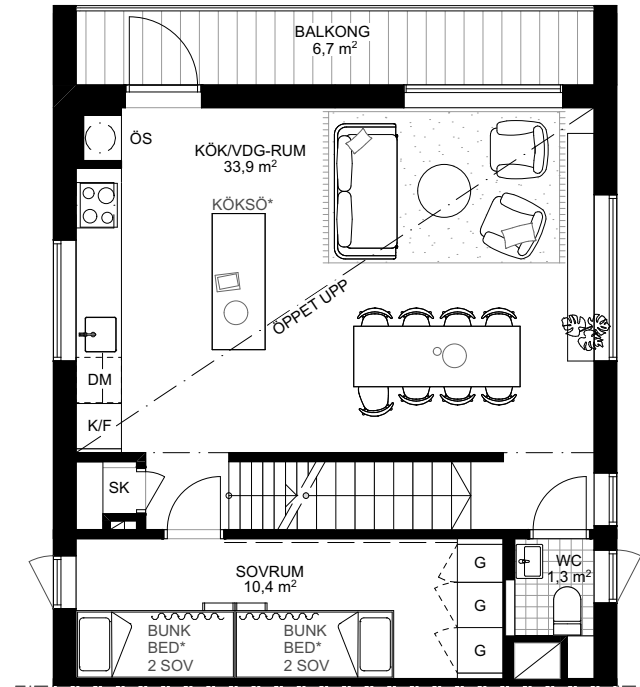 BALKONG
6,7 m²
ÖS
KÖK/VDG-RUM
33,9 m²
KÖKSÖ*
ÖPPET UPP
DM
K/F
SK
SOVRUM
10,4 m²
G
G
G
WC
1,3 m²
BUNK
BED*
2 SOV
BUNK
BED*
2 SOV